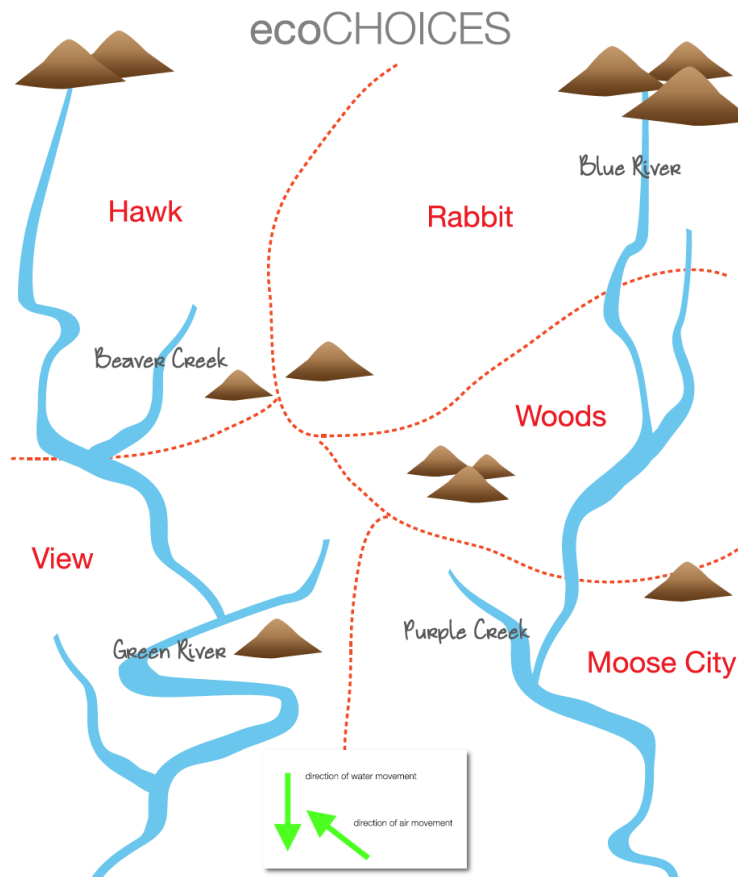 ecoCHOICES
Blue River
Hawk
Rabbit
Beaver Creek
Woods
View
Green River
Purple Creek
Moose City
direction of water movement
direction of air movement